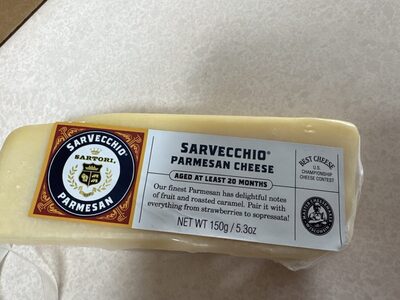 SARVECCHIO®
SARTORI®
PARMESAN
SARVECCHIO®
PARMESAN CHEESE
AGED AT LEAST 20 MONTHS
Our finest Parmesan has delightful notes
of fruit and roasted caramel. Pair it with
everything from strawberries to sopressata!
NET WT 150g / 5.3oz
BEST CHEESE
U.S.
CHAMPIONSHIP
CHEESE CONTEST
WISCONSIN